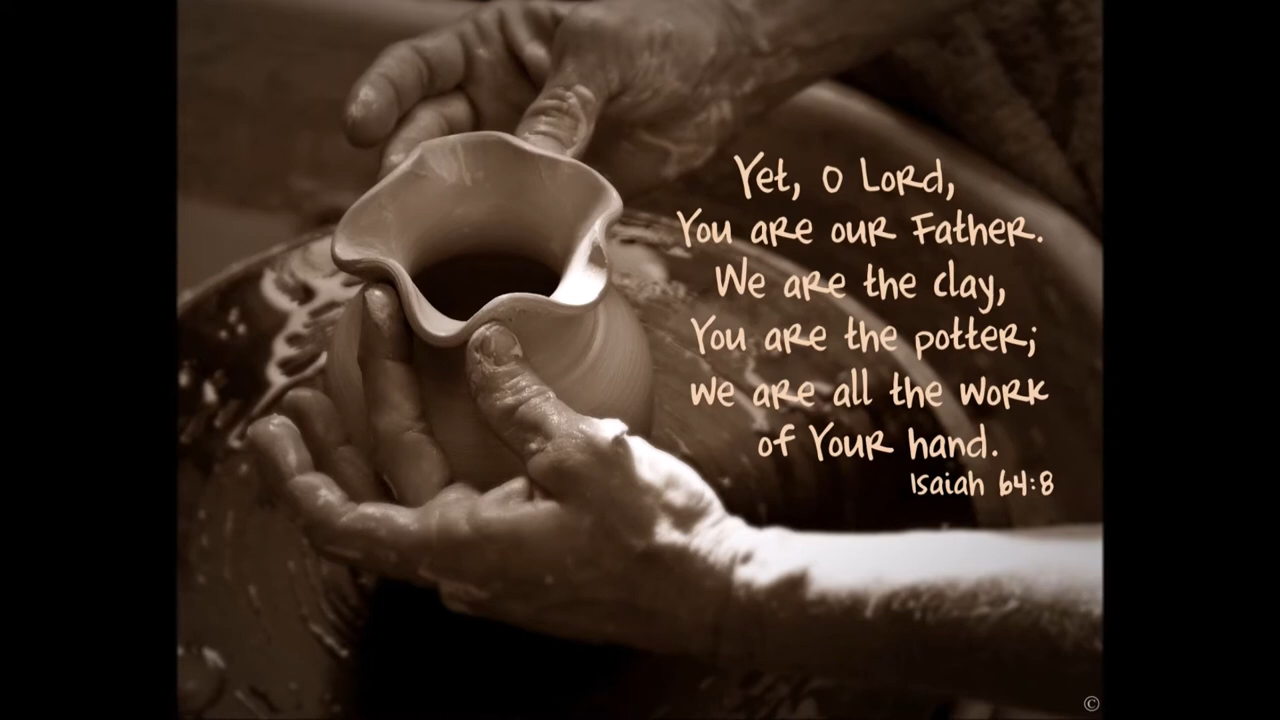 Yet, O Lord,
You are our Father.
We are the clay,
You are the potter;
we are all the work
of Your hand.
Isaiah 64:8
©